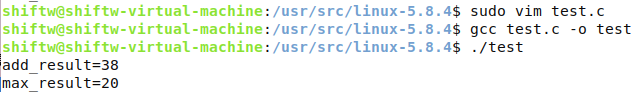 shiftw@shiftw-virtual-machine:/usr/src/linux-5.8.4$ sudo vim test.c
shiftw@shiftw-virtual-machine:/usr/src/linux-5.8.4$ gcc test.c -o test
shiftw@shiftw-virtual-machine:/usr/src/linux-5.8.4$ ./test
add_result=38
max_result=20